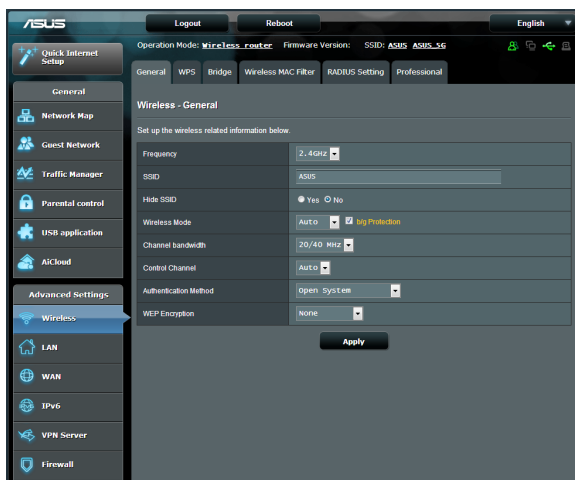 ASUS
Logout
Reboot
English
Quick Internet Setup
Operation Mode: Wireless router Firmware Version: SSID: ASUS ASUS_5G
General WPS Bridge Wireless MAC Filter RADIUS Setting Professional
General
Network Map
Guest Network
Traffic Manager
Parental control
USB application
AiCloud
Advanced Settings
Wireless
LAN
WAN
IPv6
VPN Server
Firewall
Wireless - General
Set up the wireless related information below.
Frequency 2.4GHz
SSID ASUS
Hide SSID Yes No
Wireless Mode Auto b/g Protection
Channel bandwidth 20/40 MHz
Control Channel Auto
Authentication Method Open System
WEP Encryption None
Apply